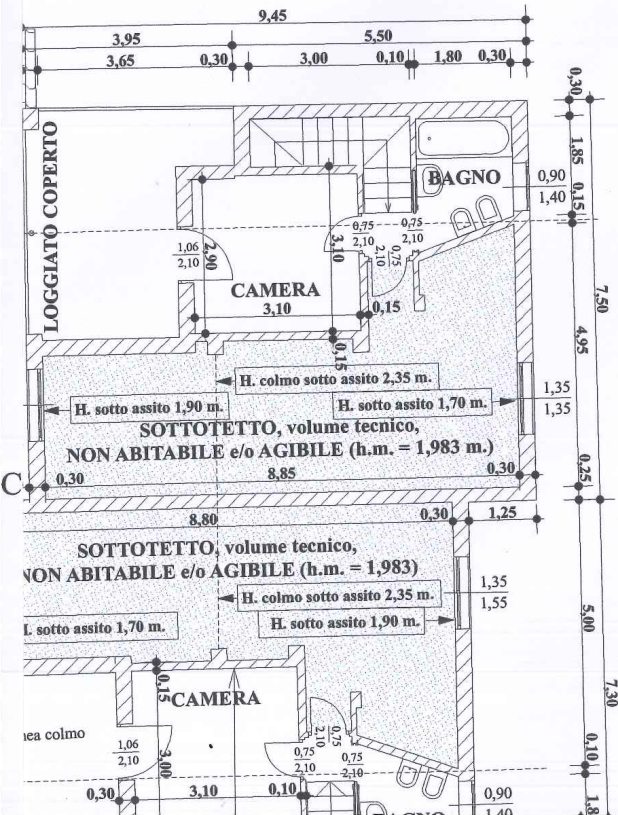 9,45
3,95 5,50
3,65 0,30 3,00 0,10 1,80 0,30
0,30
LOGGIATO COPERTO
BAGNO
1,85
0,90
1,40
0,15
0,75
2,10
0,75
2,10
0,75
2,10
1,06
2,10
2,90
3,10
CAMERA
3,10
0,15
7,50
4,95
0,15
H. colmo sotto assito 2,35 m.
H. sotto assito 1,90 m.
H. sotto assito 1,70 m.
1,35
1,35
SOTTOTETTO, volume tecnico,
NON ABITABILE e/o AGIBILE (h.m. = 1,983 m.)
C 0,30 8,85 0,30 0,25
8,80 0,30 1,25
SOTTOTETTO, volume tecnico,
NON ABITABILE e/o AGIBILE (h.m. = 1,983)
H. colmo sotto assito 2,35 m.
1,35
1,55
. sotto assito 1,70 m.
H. sotto assito 1,90 m.
5,00
7,30
0,15
CAMERA
nea colmo
1,06
2,10
3,00
0,75
2,10
0,75
2,10
0,75
2,10
0,10
0,30 3,10 0,10
0,90
1,40
1,8
BAGNO